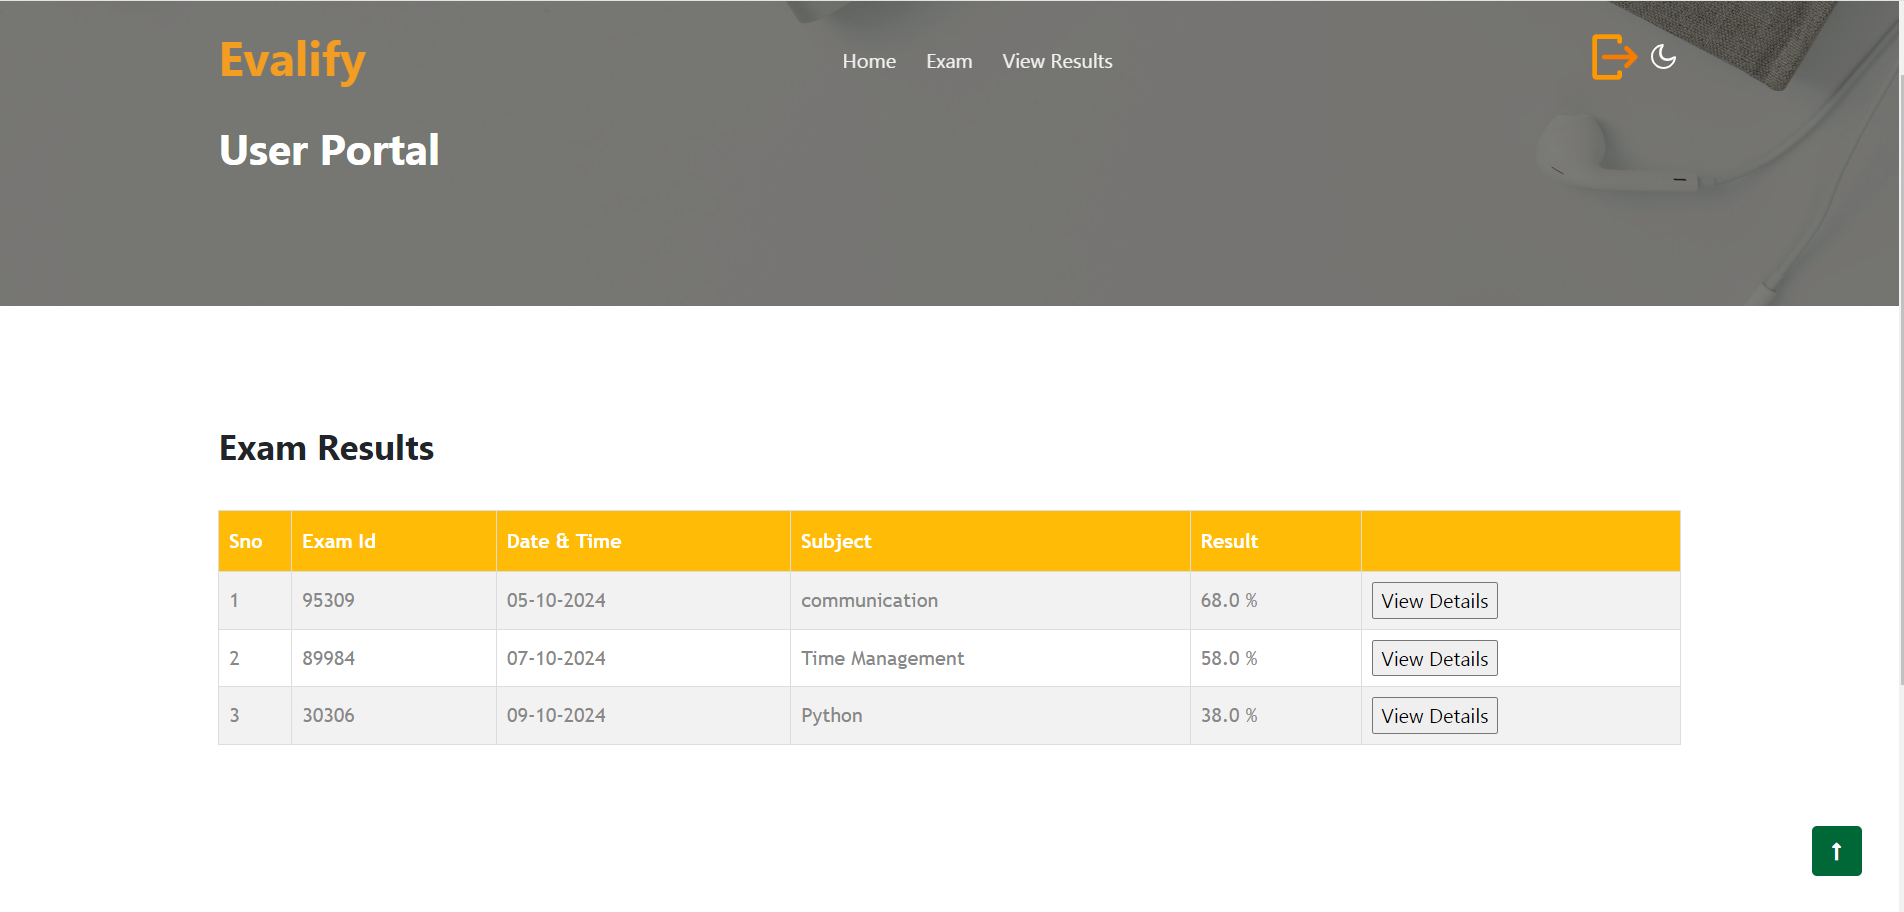 Evalify
Home Exam View Results
User Portal
Exam Results
Sno Exam Id Date & Time Subject Result
1 95309 05-10-2024 communication 68.0 % View Details
2 89984 07-10-2024 Time Management 58.0 % View Details
3 30306 09-10-2024 Python 38.0 % View Details